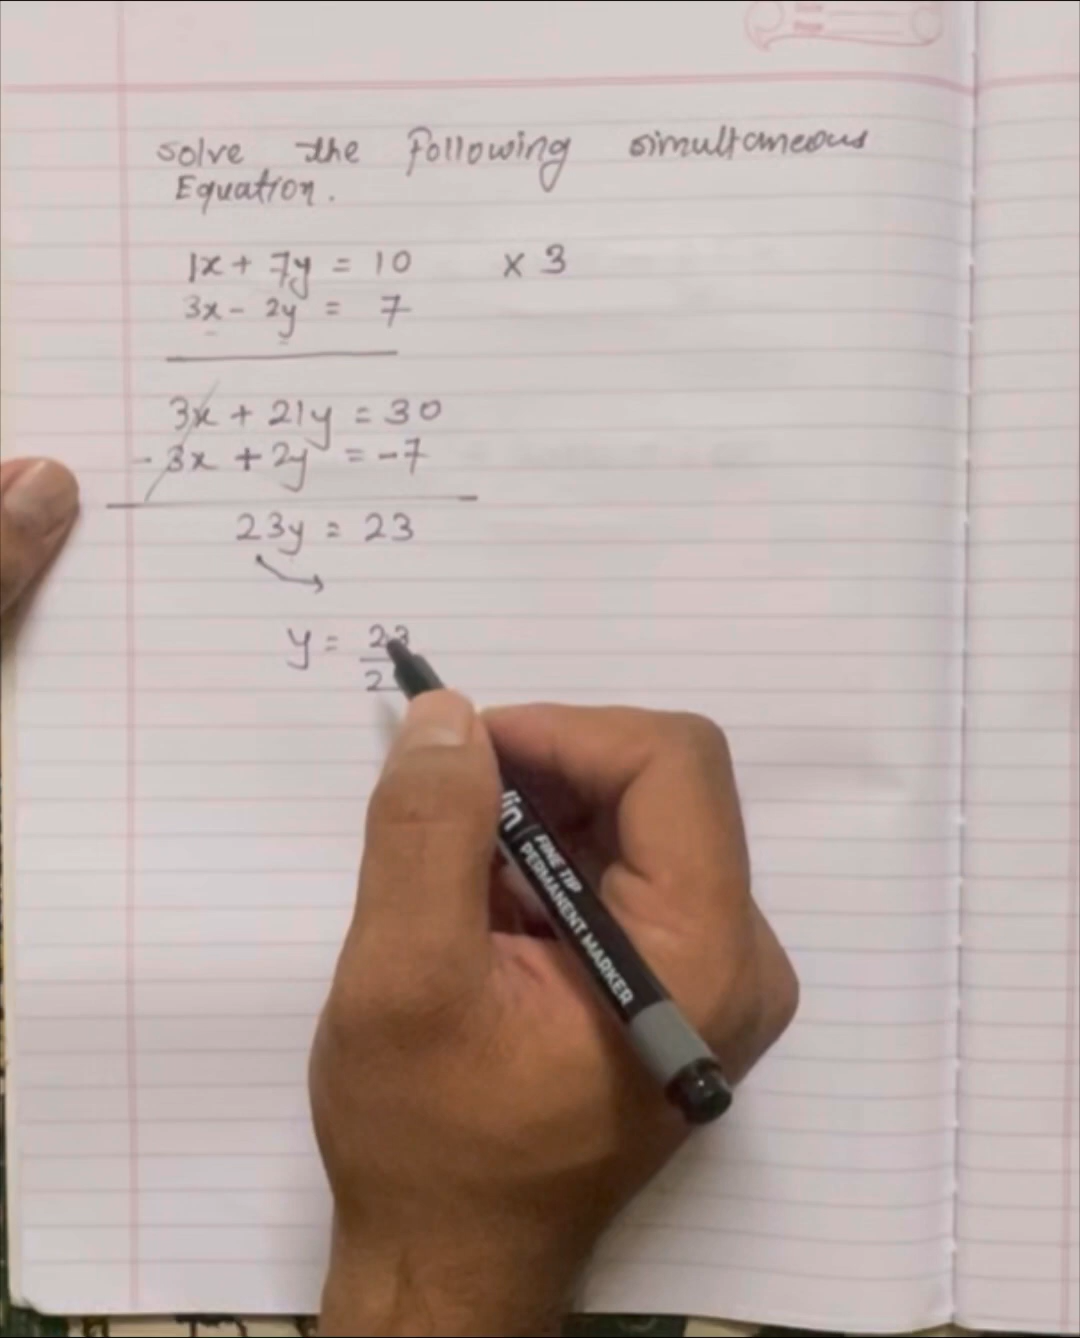 Solve the following simultaneous
Equation.
1x + 7y = 10 × 3
3x - 2y = 7
3x + 21y = 30
- 3x + 2y = -7
23y = 23
y = 23
2
lin
FINE TIP
PERMANENT MARKER